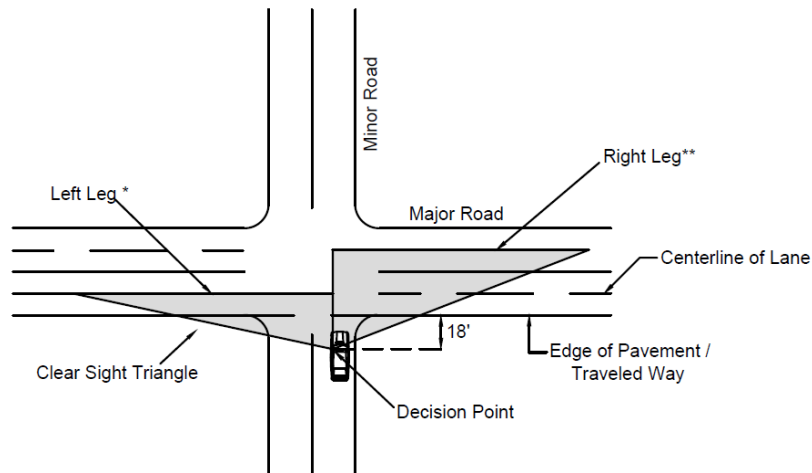 Minor Road
Right Leg**
Left Leg *
Major Road
Centerline of Lane
18'
Edge of Pavement /
Traveled Way
Clear Sight Triangle
Decision Point